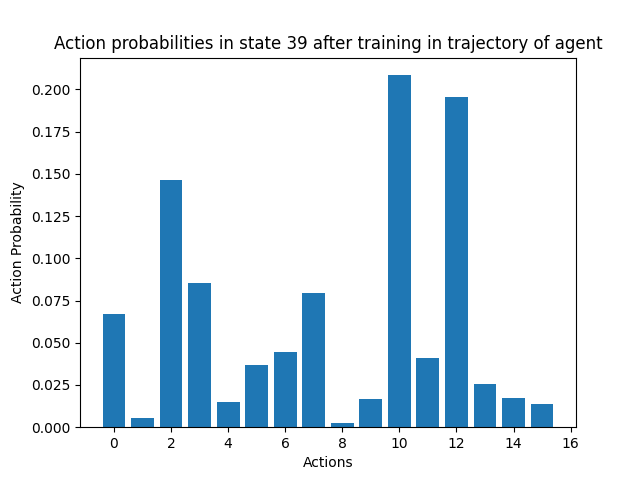 Action probabilities in state 39 after training in trajectory of agent
0.200
0.175
0.150
0.125
0.100
0.075
0.050
0.025
0.000
Action Probability
0 2 4 6 8 10 12 14 16
Actions